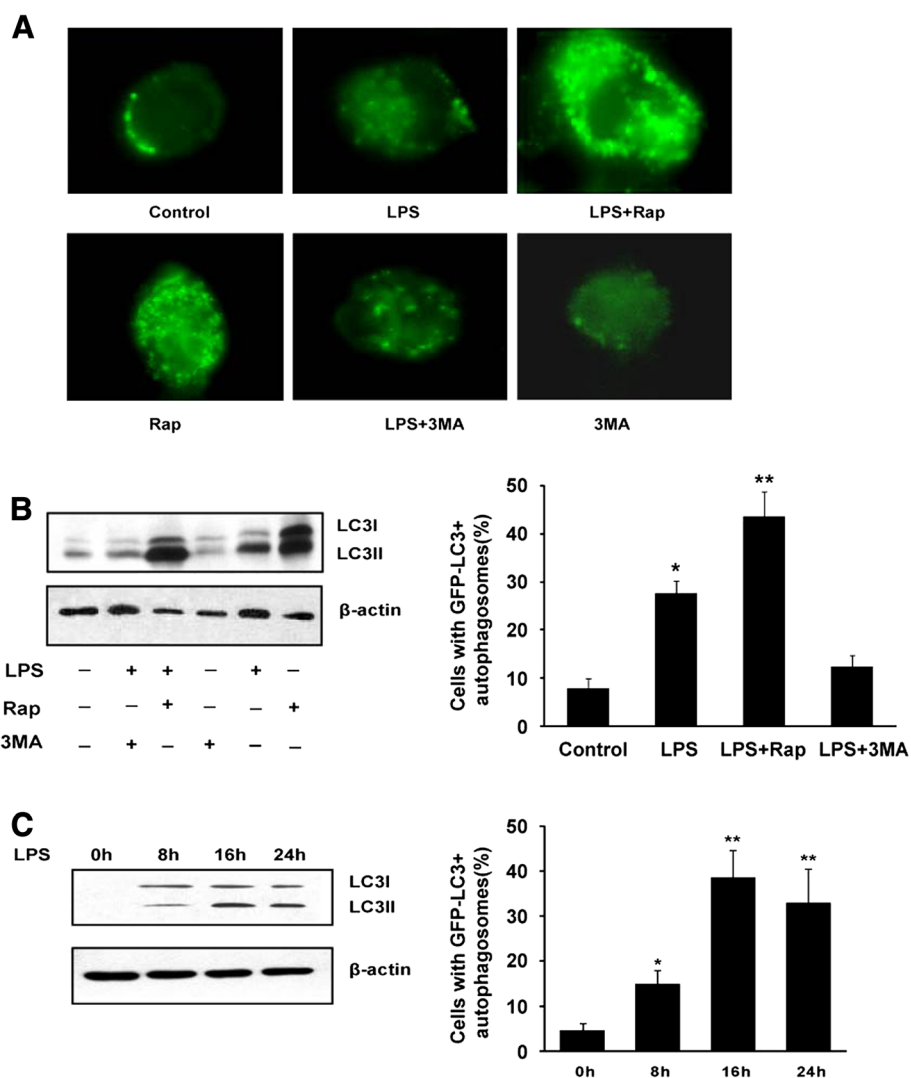 A
Control LPS LPS+Rap
Rap LPS+3MA 3MA
B
LC3I
LC3II
β-actin
LPS – + + – + –
Rap – – + – – +
3MA – + – + – –
Cells with GFP-LC3+
autophagosomes(%)
50
40
30
20
10
0
*
**
Control LPS LPS+Rap LPS+3MA
C
LPS 0h 8h 16h 24h
LC3I
LC3II
β-actin
Cells with GFP-LC3+
autophagosomes(%)
50
40
30
20
10
0
*
**
**
0h 8h 16h 24h